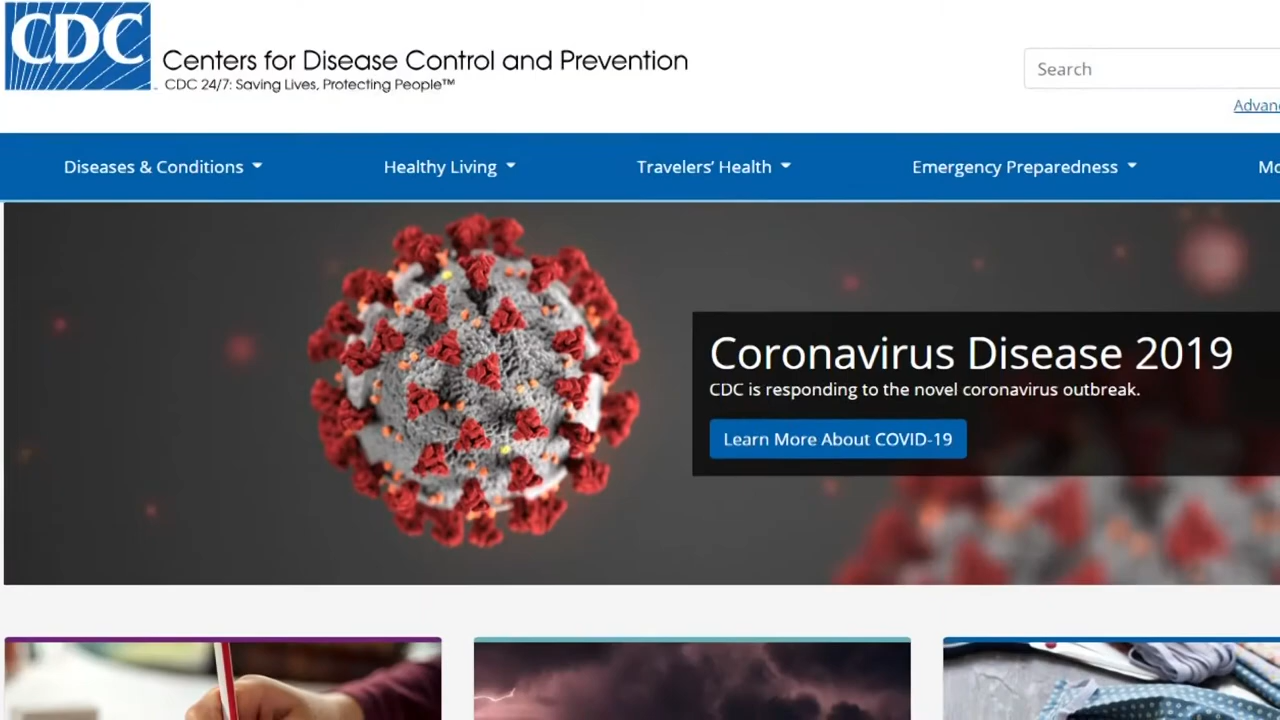 CDC
Centers for Disease Control and Prevention
CDC 24/7: Saving Lives, Protecting People™
Search
Diseases & Conditions
Healthy Living
Travelers' Health
Emergency Preparedness
Coronavirus Disease 2019
CDC is responding to the novel coronavirus outbreak.
Learn More About COVID-19